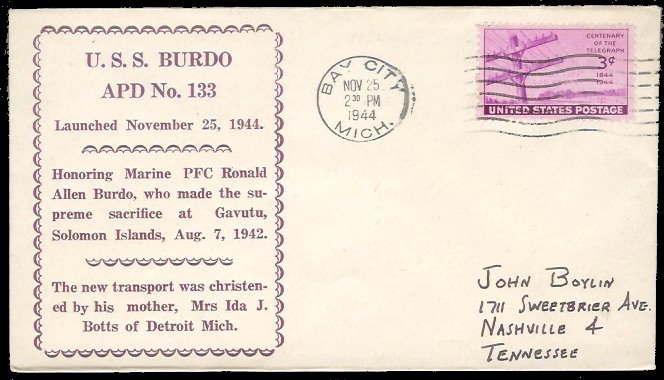 U. S. S. BURDO
APD No. 133
Launched November 25, 1944.
Honoring Marine PFC Ronald
Allen Burdo, who made the su-
preme sacrifice at Gavutu,
Solomon Islands, Aug. 7, 1942.
The new transport was christen-
ed by his mother, Mrs Ida J.
Botts of Detroit Mich.
BAY CITY
NOV 25
2 30 PM
1944
MICH.
CENTENARY
OF THE
TELEGRAPH
3¢
1844
1944
UNITED STATES POSTAGE
JOHN BOYLIN
1711 SWEETBRIER AVE.
NASHVILLE 4
TENNESSEE